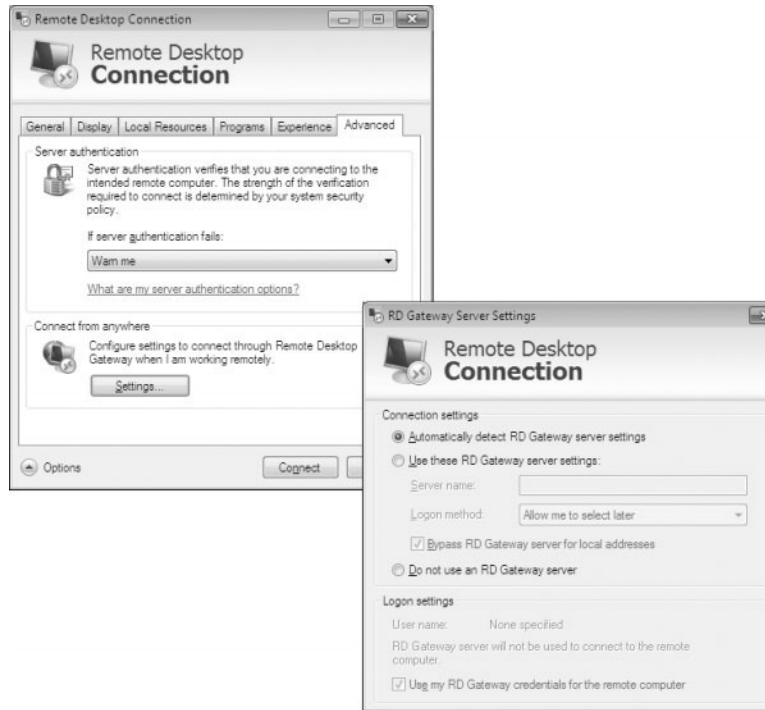 Remote Desktop Connection
Remote Desktop
Connection
General Display Local Resources Programs Experience Advanced
Server authentication
Server authentication verifies that you are connecting to the
intended remote computer. The strength of the verification
required to connect is determined by your system security
policy.
If server authentication fails:
Warn me
What are my server authentication options?
Connect from anywhere
Configure settings to connect through Remote Desktop
Gateway when I am working remotely.
Settings...
Options
Connect
RD Gateway Server Settings
Remote Desktop
Connection
Connection settings
Automatically detect RD Gateway server settings
Use these RD Gateway server settings:
Server name:
Logon method:
Allow me to select later
Bypass RD Gateway server for local addresses
Do not use an RD Gateway server
Logon settings
User name: None specified
RD Gateway server will not be used to connect to the remote
computer.
Use my RD Gateway credentials for the remote computer